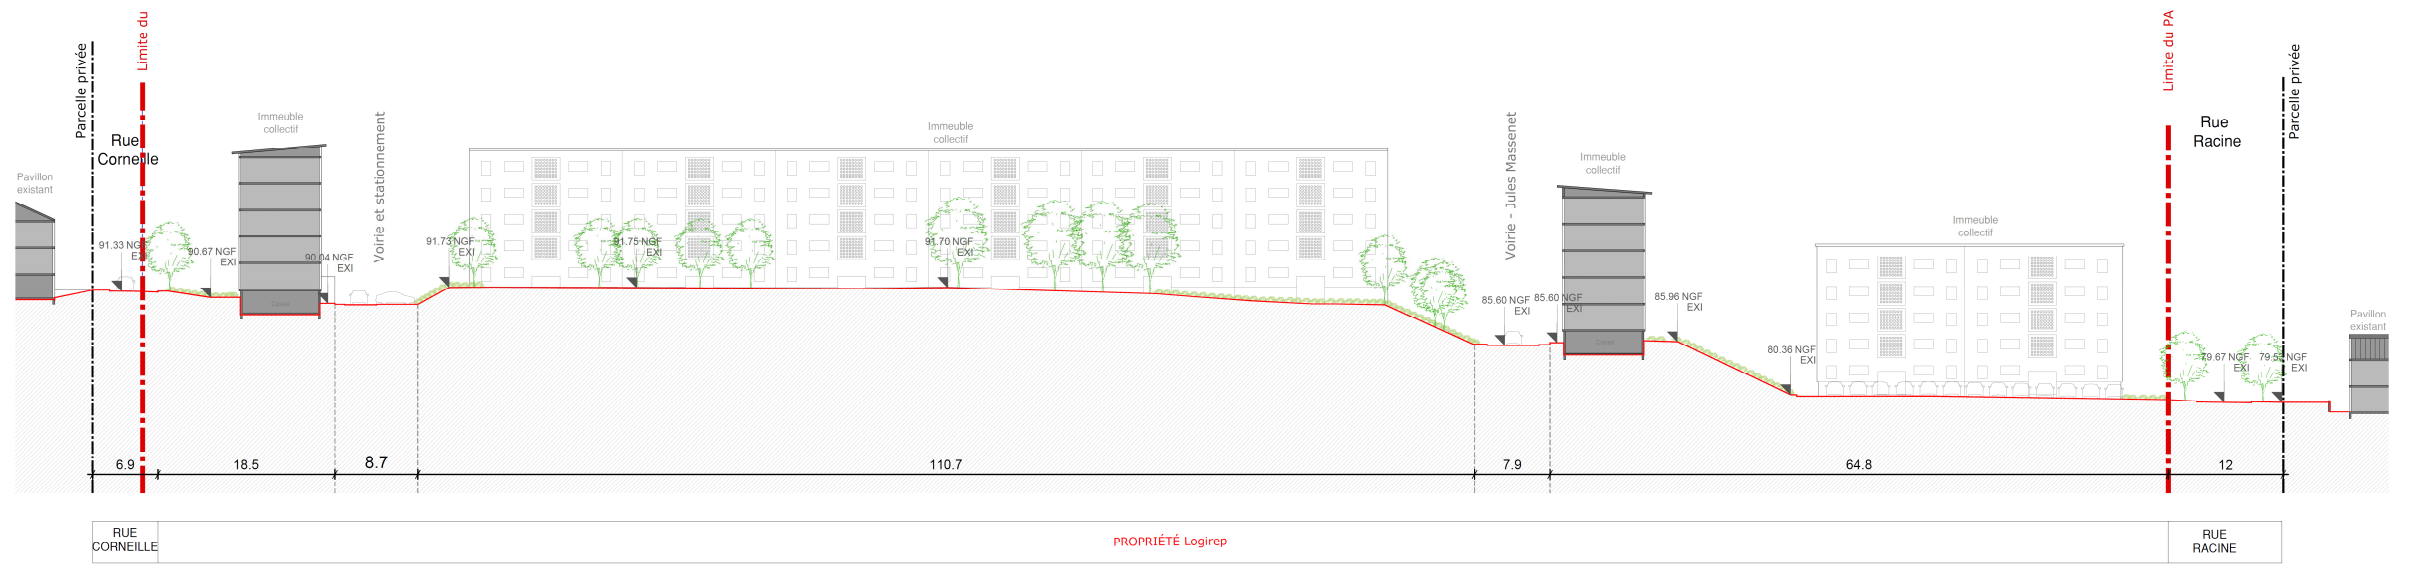 Parcelle privée
Limite du
Rue
Corneille
Immeuble
collectif
Voirie et stationnement
Immeuble
collectif
Voirie - Jules Massenet
Immeuble
collectif
Limite du PA
Rue
Racine
Parcelle privée
Pavillon
existant
Immeuble
collectif
Pavillon
existant
91.33 NGF
EXI
90.67 NGF
EXI
90.04 NGF
EXI
91.73 NGF
EXI
91.75 NGF
EXI
91.70 NGF
EXI
85.60 NGF
EXI
85.60 NGF
EXI
85.96 NGF
EXI
80.36 NGF
EXI
79.67 NGF
EXI
NGF
EXI
6.9
18.5
8.7
110.7
7.9
64.8
12
RUE
CORNEILLE
PROPRIÉTÉ Logirep
RUE
RACINE